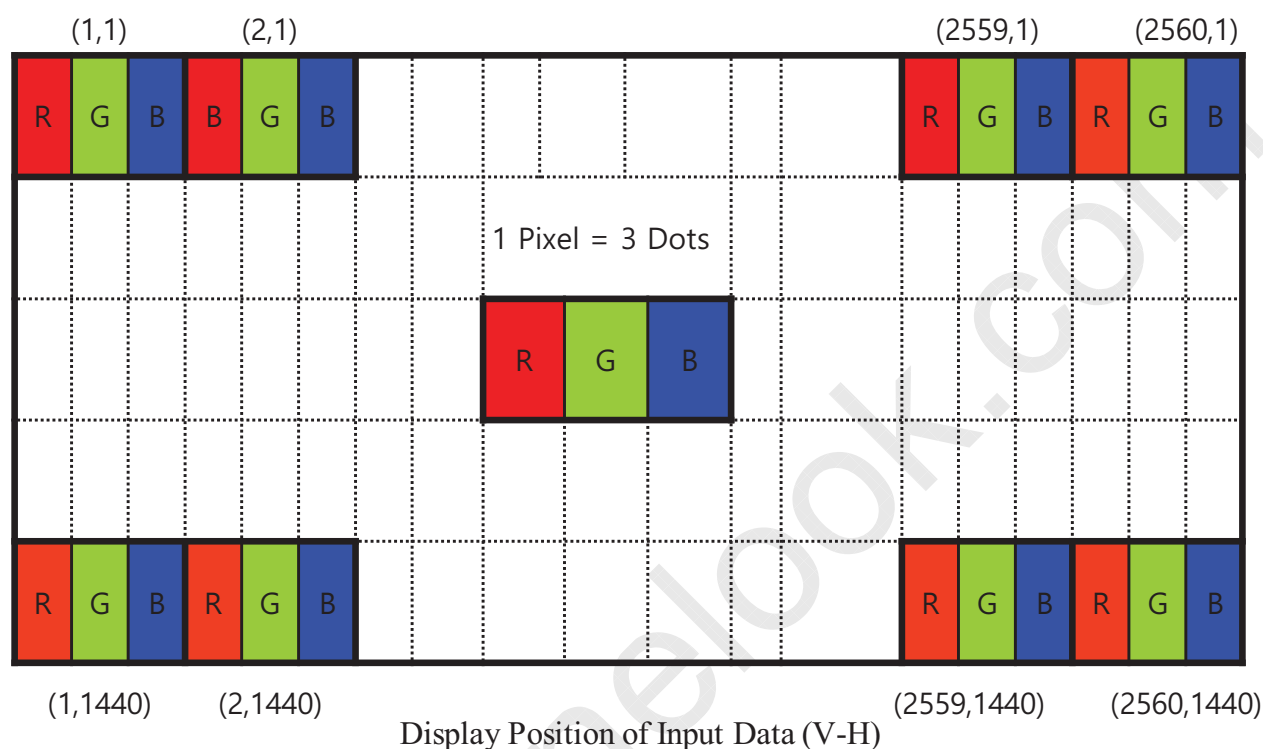 (1,1) (2,1) (2559,1) (2560,1)
R G B B G B R G B R G B
1 Pixel = 3 Dots
R G B
R G B R G B R G B R G B
(1,1440) (2,1440) (2559,1440) (2560,1440)
Display Position of Input Data (V-H)